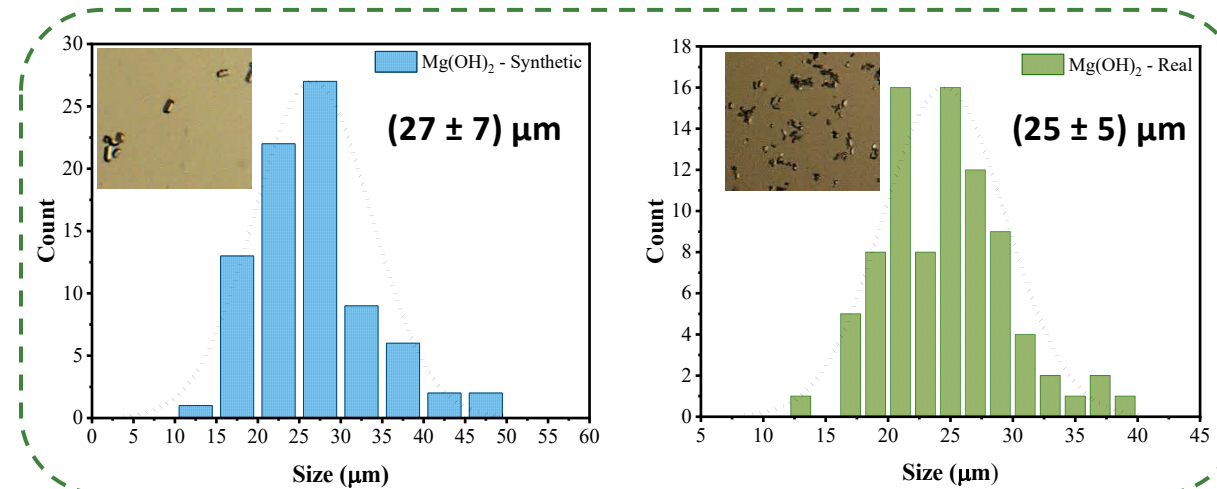 30
25
20
15
10
5
0
Count
Mg(OH)2 - Synthetic
(27 ± 7) μm
0 5 10 15 20 25 30 35 40 45 50 55 60
Size (μm)
18
16
14
12
10
8
6
4
2
0
Count
Mg(OH)2 - Real
(25 ± 5) μm
5 10 15 20 25 30 35 40 45
Size (μm)